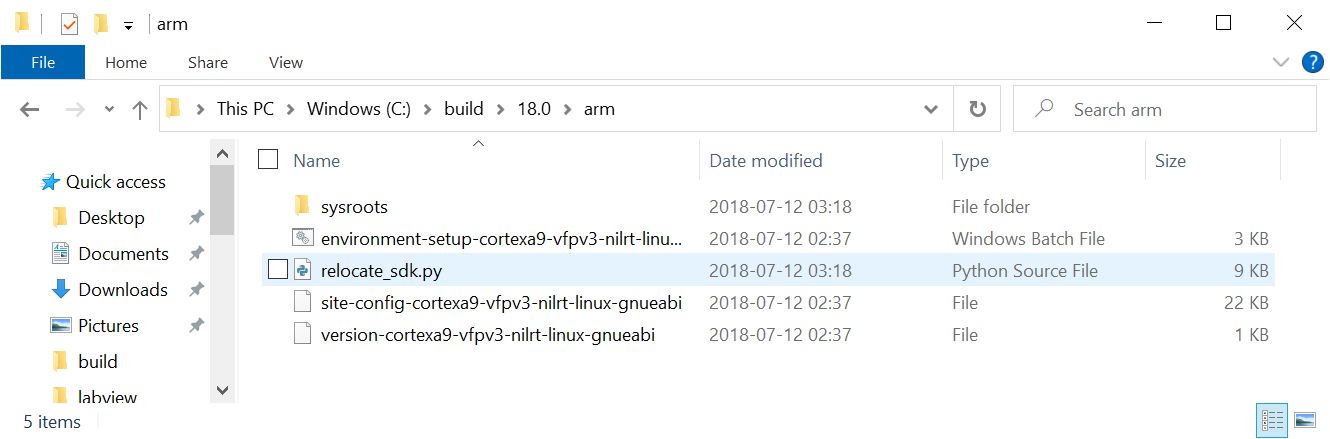 arm
File Home Share View ?
This PC Windows (C:) build 18.0 arm Search arm
Name Date modified Type Size
Quick access
Desktop
Documents
Downloads
Pictures
build
labview
sysroots 2018-07-12 03:18 File folder
environment-setup-cortexa9-vfpv3-nilrt-linu... 2018-07-12 02:37 Windows Batch File 3 KB
relocate_sdk.py 2018-07-12 03:18 Python Source File 9 KB
site-config-cortexa9-vfpv3-nilrt-linux-gnueabi 2018-07-12 02:37 File 22 KB
version-cortexa9-vfpv3-nilrt-linux-gnueabi 2018-07-12 02:37 File 1 KB
5 items